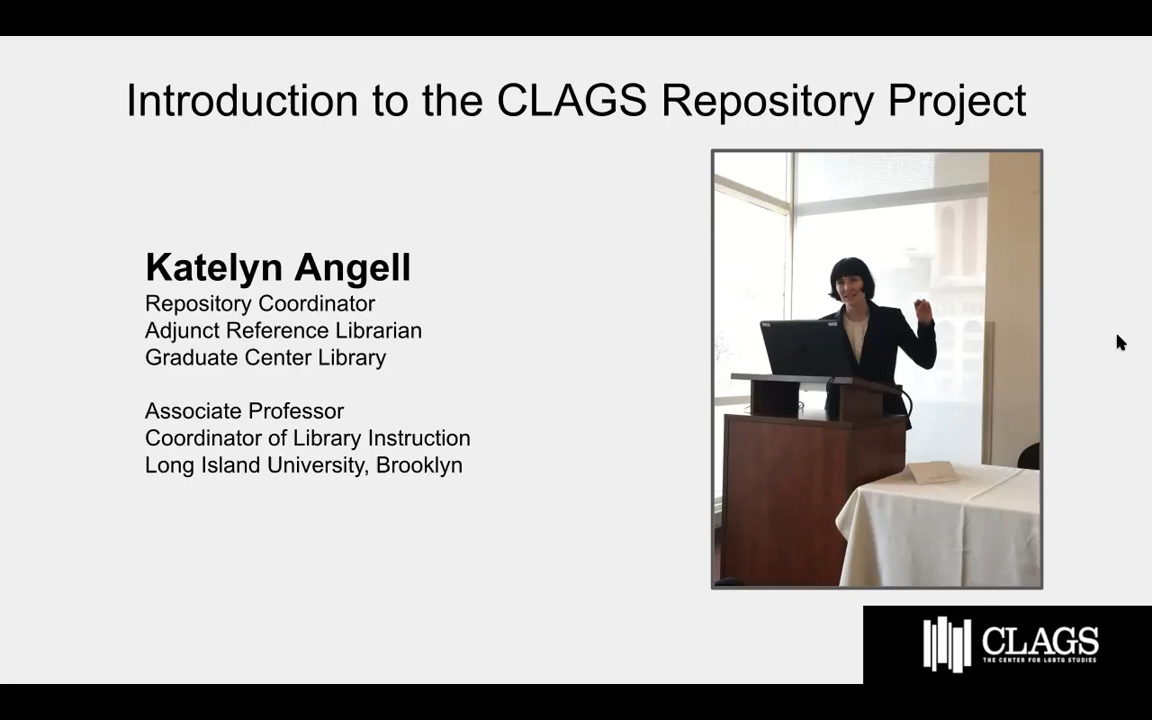 Introduction to the CLAGS Repository Project
Katelyn Angell
Repository Coordinator
Adjunct Reference Librarian
Graduate Center Library
Associate Professor
Coordinator of Library Instruction
Long Island University, Brooklyn
CLAGS
THE CENTER FOR LGBTQ STUDIES